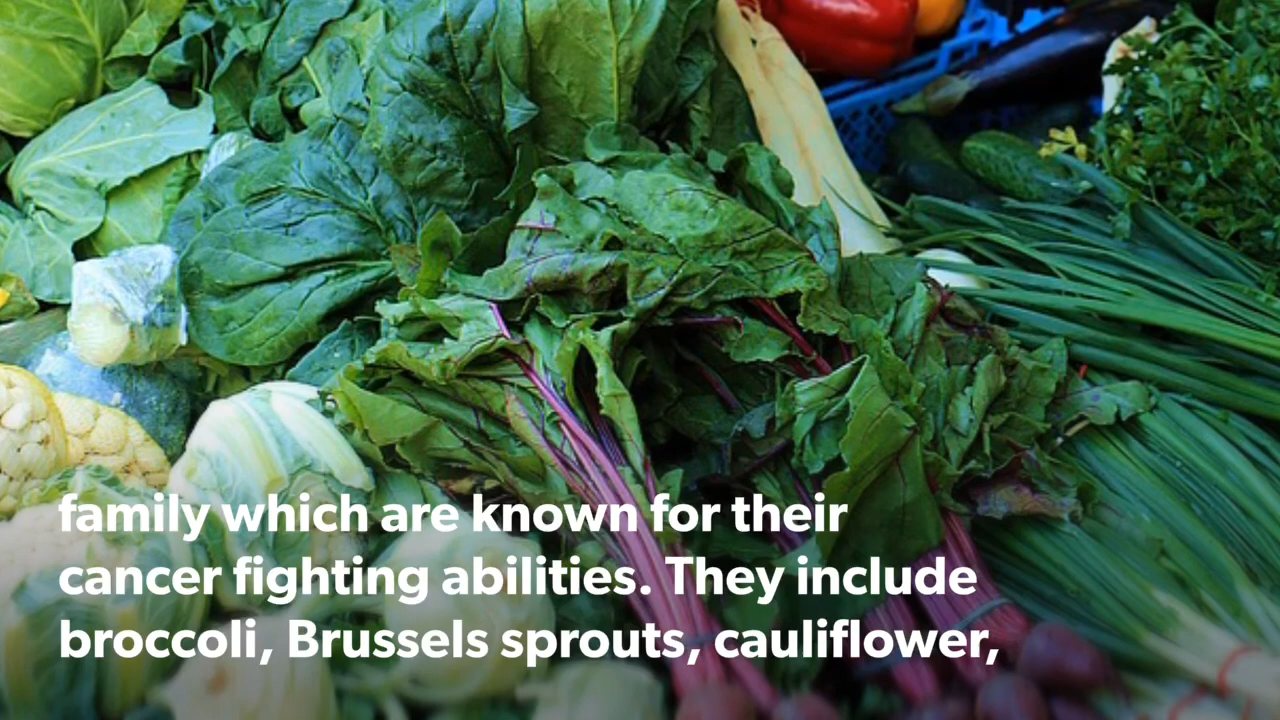 family which are known for their
cancer fighting abilities. They include
broccoli, Brussels sprouts, cauliflower,